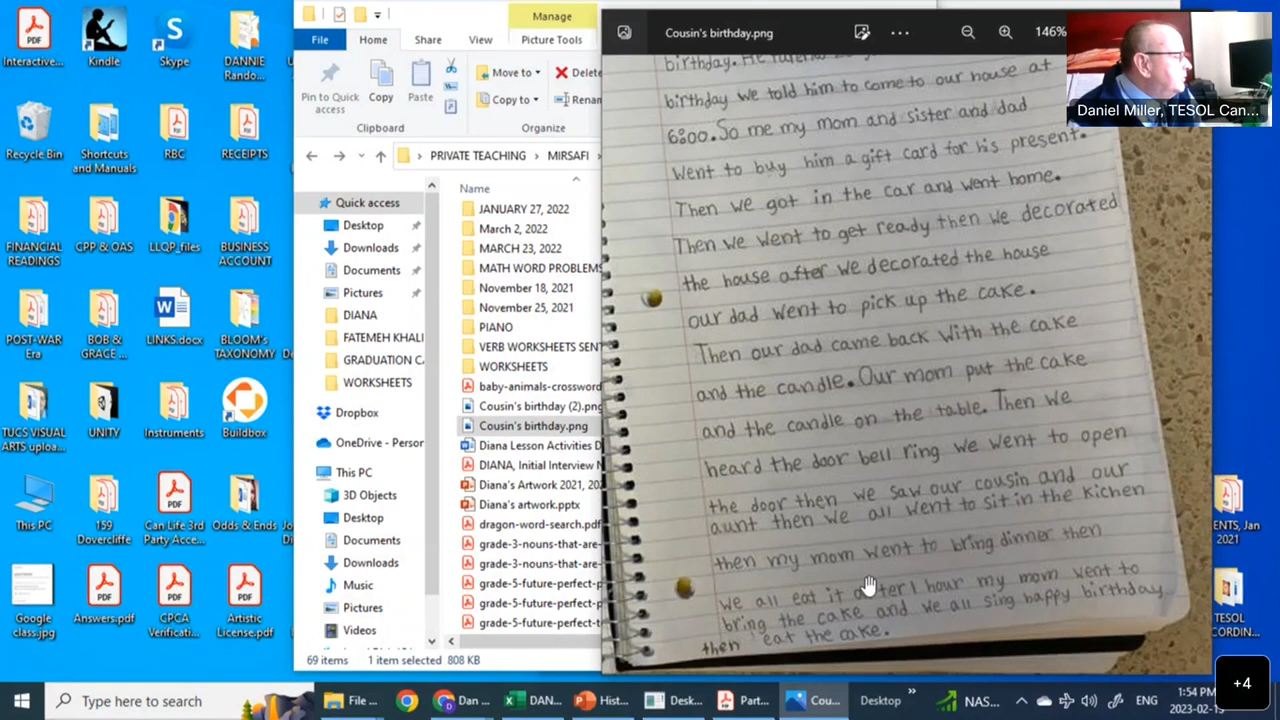 Interactive...
Kindle
Skype
DANNIE
Rando...
Recycle Bin
Shortcuts
and Manuals
RBC
RECEIPTS
FINANCIAL
READINGS
CPP & OAS
LLQP_files
BUSINESS
ACCOUNT
POST-WAR
Era
BOB &
GRACE ...
LINKS.docx
BLOOM's
TAXONOMY
TUCS VISUAL
ARTS uploa...
UNITY
Instruments
Buildbox
This PC
159
Dovercliffe
Can Life 3rd
Party Acce...
Odds & Ends
Google
class.jpg
Answers.pdf
CPCA
Verificati...
Artistic
License.pdf
Manage
File
Home
Share
View
Picture Tools
Pin to Quick
access
Copy
Paste
Move to
Delete
Copy to
Renam
Clipboard
Organize
PRIVATE TEACHING
MIRSAFI
Quick access
Desktop
Downloads
Documents
Pictures
DIANA
FATEMEH KHALI
GRADUATION CA
WORKSHEETS
Dropbox
OneDrive - Person
This PC
3D Objects
Desktop
Documents
Downloads
Music
Pictures
Videos
Name
JANUARY 27, 2022
March 2, 2022
MARCH 23, 2022
MATH WORD PROBLEMS
November 18, 2021
November 25, 2021
PIANO
VERB WORKSHEETS SENT
WORKSHEETS
baby-animals-crossword
Cousin's birthday (2).png
Cousin's birthday.png
Diana Lesson Activities D
DIANA, Initial Interview N
Diana's Artwork 2021, 202
Diana's artwork.pptx
dragon-word-search.pdf
grade-3-nouns-that-are-
grade-3-nouns-that-are-
grade-5-future-perfect-p
grade-5-future-perfect-p
grade-5-future-perfect-te
69 items
1 item selected 808 KB
Cousin's birthday.png
146%
Daniel Miller, TESOL Can...
birthday. He
birthday we told him to come to our house at
6:00. So me my mom and sister and dad
went to buy him a gift card for his present.
Then we got in the car and went home.
Then we went to get ready then we decorated
the house after we decorated the house
our dad went to pick up the cake.
Then our dad came back with the cake
and the candle. Our mom put the cake
and the candle on the table. Then we
heard the door bell ring we went to open
the door then we saw our cousin and our
aunt then we all went to sit in the kichen
then my mom went to bring dinner then
we all eat it after 1 hour my mom went to
bring the cake and we all sing happy birthday
then eat the cake.
ENTS, Jan
2021
TESOL
CORDIN...
Type here to search
File ...
Dan ...
DAN...
Hist...
Desk...
Part...
Cou...
Desktop
NAS...
ENG
1:54 PM
+4